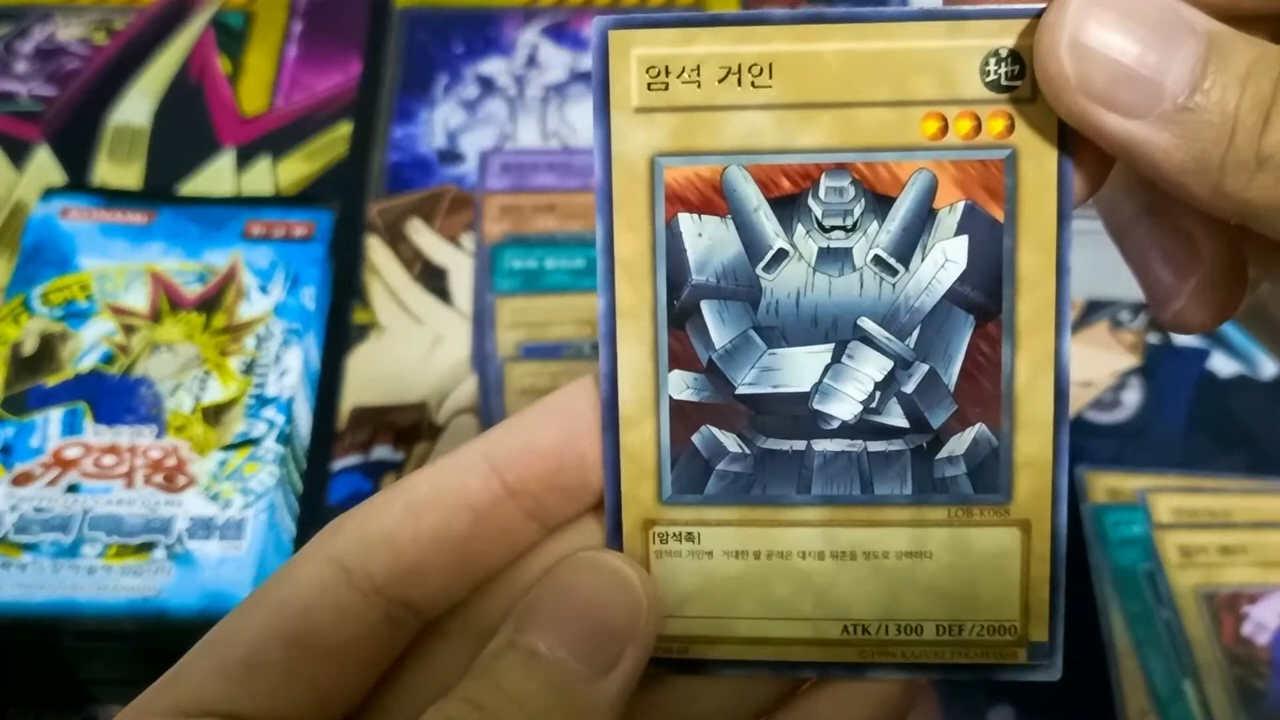 암석 거인
地
LOB-K068
[암석족]
암석의 거인병 거대한 팔 공격은 대지를 뒤흔들 정도로 강력하다
ATK/1300 DEF/2000
©1996 KAZUKI TAKAHASHI
KONAMI
유희왕